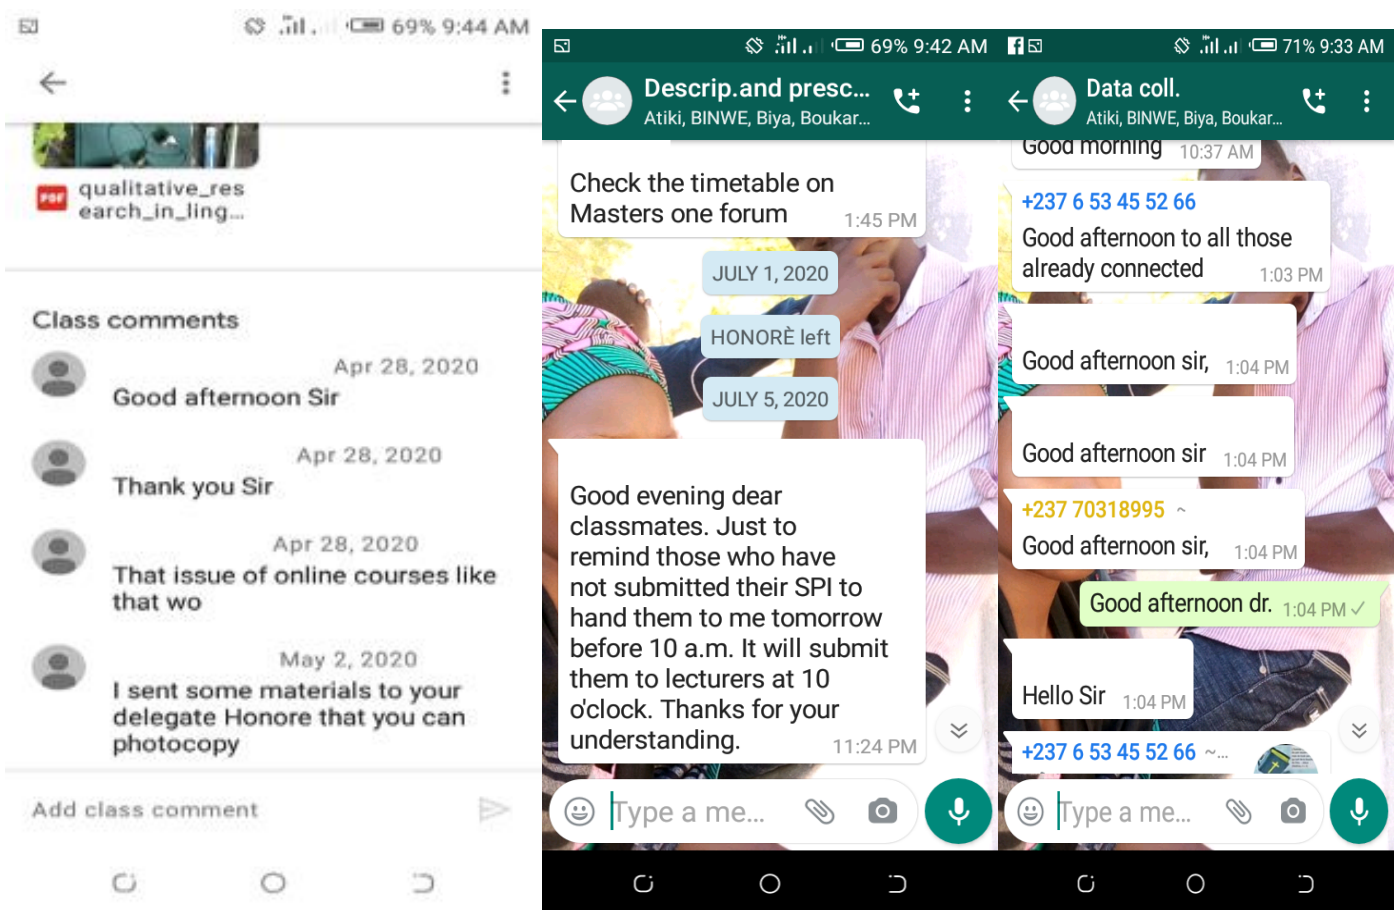 69% 9:44 AM
PDF
qualitative_res
earch_in_ling...
Class comments
Apr 28, 2020
Good afternoon Sir
Apr 28, 2020
Thank you Sir
Apr 28, 2020
That issue of online courses like
that wo
May 2, 2020
I sent some materials to your
delegate Honore that you can
photocopy
Add class comment
69% 9:42 AM
Descrip.and presc...
Atiki, BINWE, Biya, Boukar...
Check the timetable on
Masters one forum 1:45 PM
JULY 1, 2020
HONORÈ left
JULY 5, 2020
Good evening dear
classmates. Just to
remind those who have
not submitted their SPI to
hand them to me tomorrow
before 10 a.m. It will submit
them to lecturers at 10
o'clock. Thanks for your
understanding. 11:24 PM
Type a me...
71% 9:33 AM
Data coll.
Atiki, BINWE, Biya, Boukar...
Good morning 10:37 AM
+237 6 53 45 52 66
Good afternoon to all those
already connected 1:03 PM
Good afternoon sir, 1:04 PM
Good afternoon sir 1:04 PM
+237 70318995 ~
Good afternoon sir, 1:04 PM
Good afternoon dr. 1:04 PM
Hello Sir 1:04 PM
+237 6 53 45 52 66 ~...
Type a me...